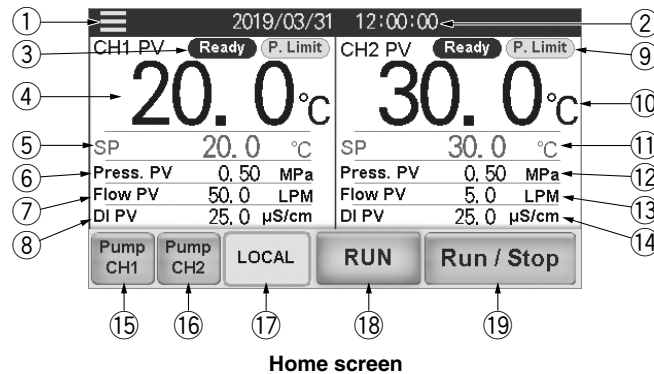 ① 2019/03/31 12:00:00 ②
③ CH1 PV Ready P. Limit CH2 PV Ready P. Limit ⑨
④ 20. 0 °C 30. 0 °C ⑩
⑤ SP 20. 0 °C SP 30. 0 °C ⑪
⑥ Press. PV 0. 50 MPa Press. PV 0. 50 MPa ⑫
⑦ Flow PV 50. 0 LPM Flow PV 5. 0 LPM ⑬
⑧ DI PV 25. 0 µS/cm DI PV 25. 0 µS/cm ⑭
Pump CH1 Pump CH2 LOCAL RUN Run / Stop
⑮ ⑯ ⑰ ⑱ ⑲
Home screen